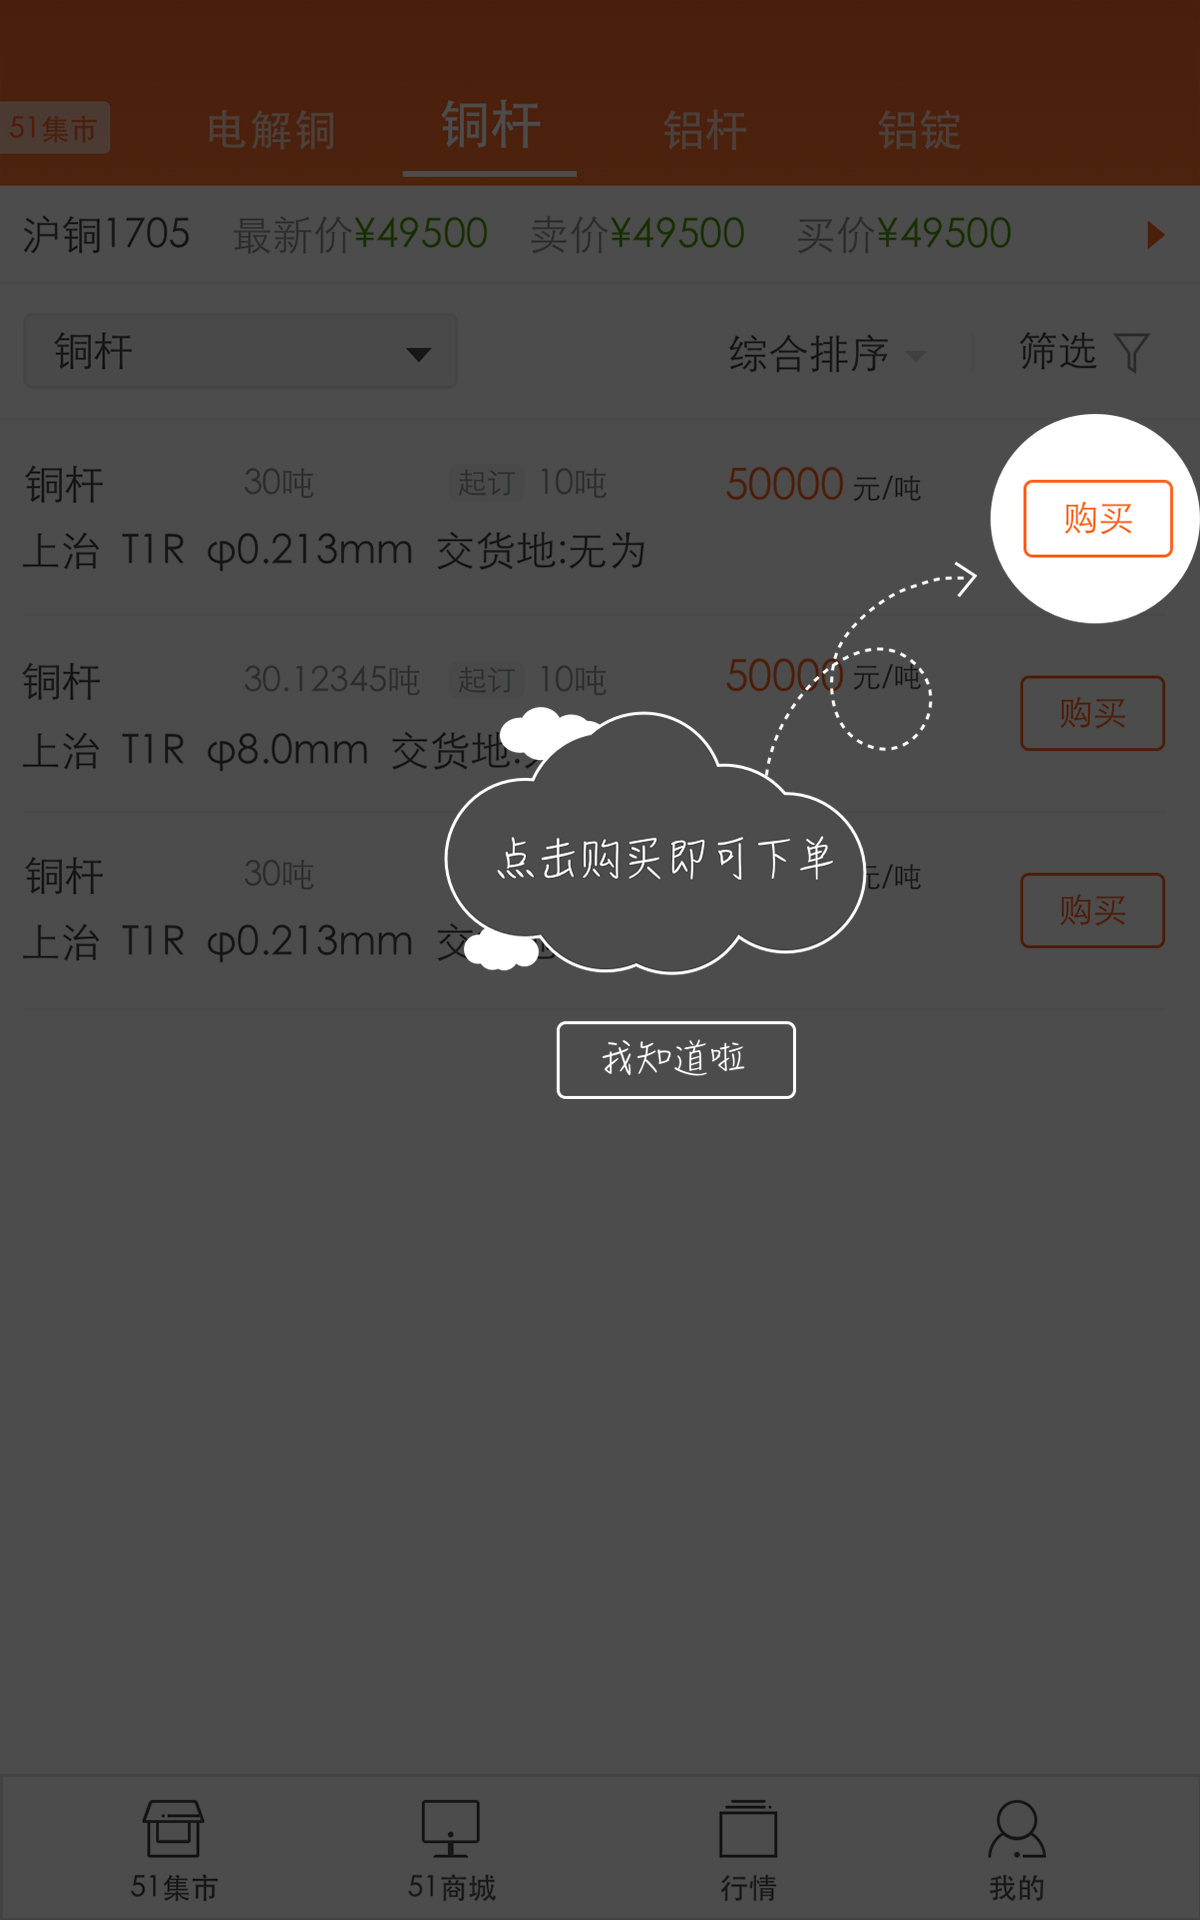 51集市 电解铜 铜杆 铝杆 铝锭
沪铜1705 最新价¥49500 卖价¥49500 买价¥49500
铜杆 综合排序 筛选
铜杆 30吨 起订 10吨 50000 元/吨
购买
上治 T1R φ0.213mm 交货地:无为
铜杆 30.12345吨 起订 10吨 50000 元/吨
购买
上治 T1R φ8.0mm 交货地:
点击购买即可下单
铜杆 30吨 元/吨
购买
上治 T1R φ0.213mm 交
我知道啦
51集市 51商城 行情 我的